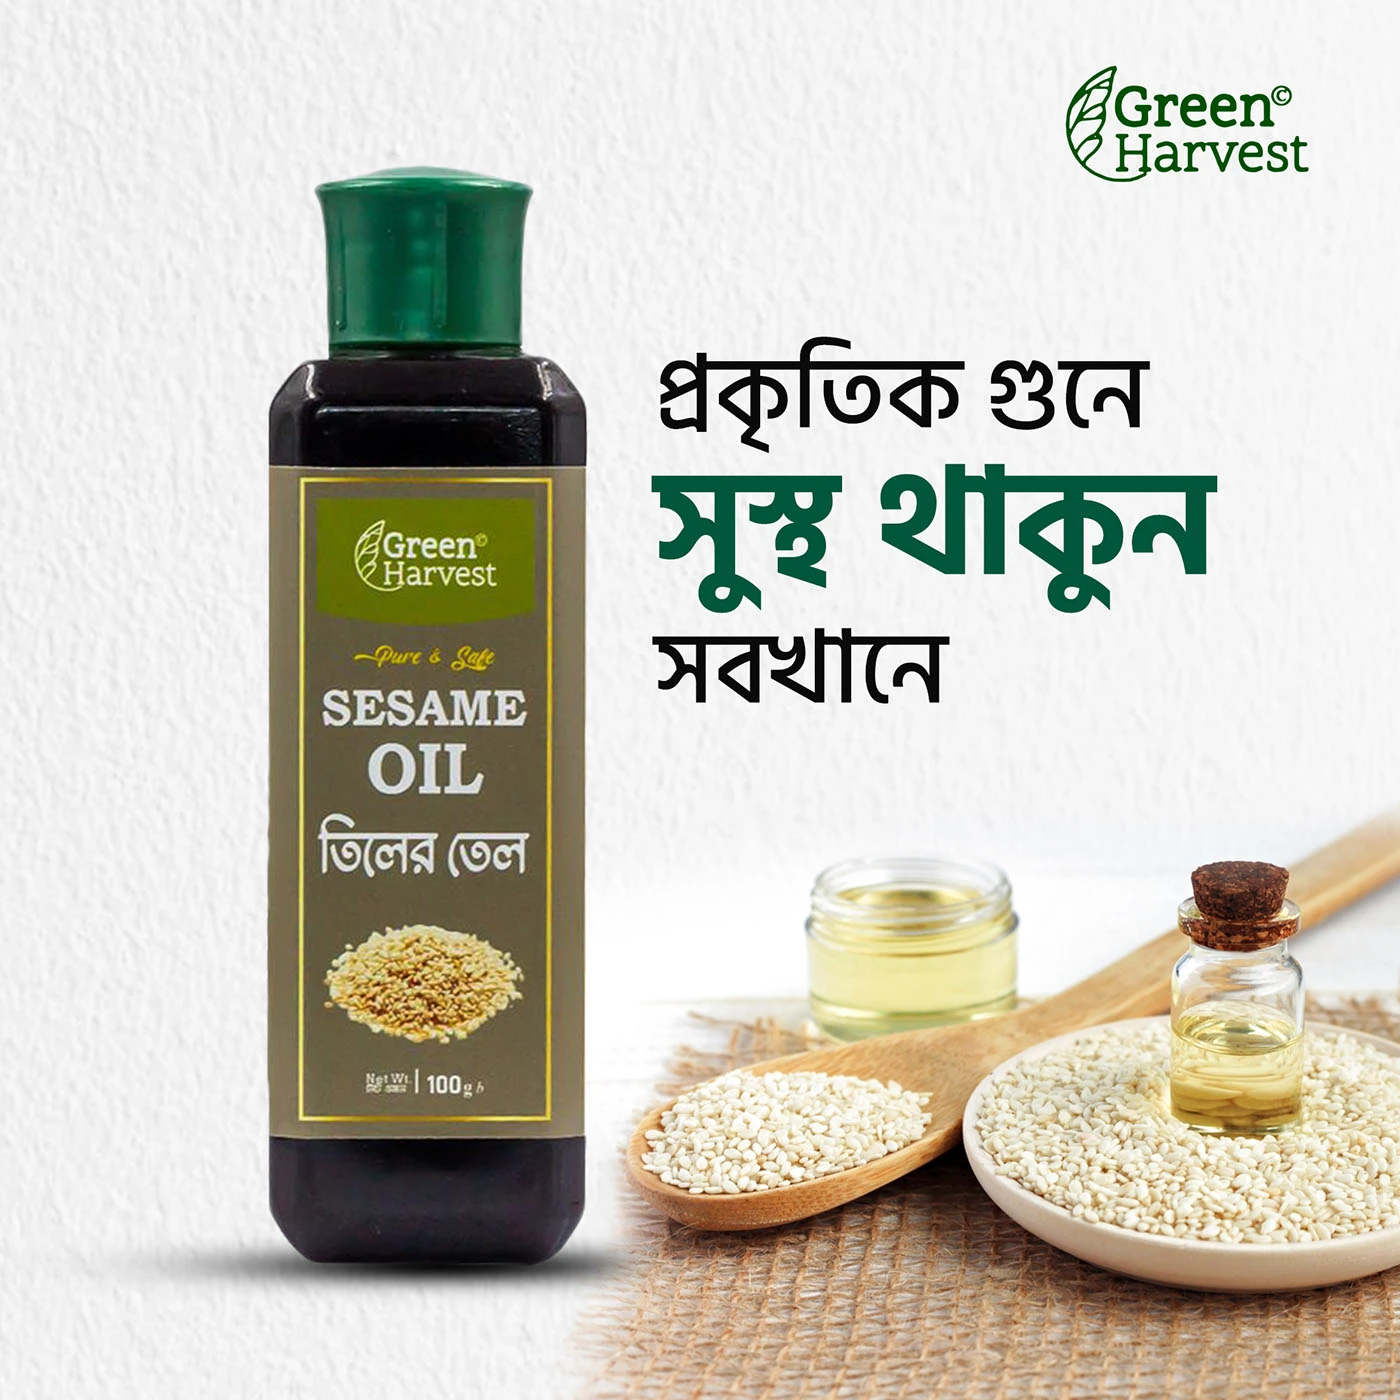 Green©
Harvest
প্রকৃতিক গুনে
সুস্থ থাকুন
সবখানে
Green©
Harvest
Pure & Safe
SESAME
OIL
তিলের তেল
Net Wt.
100g